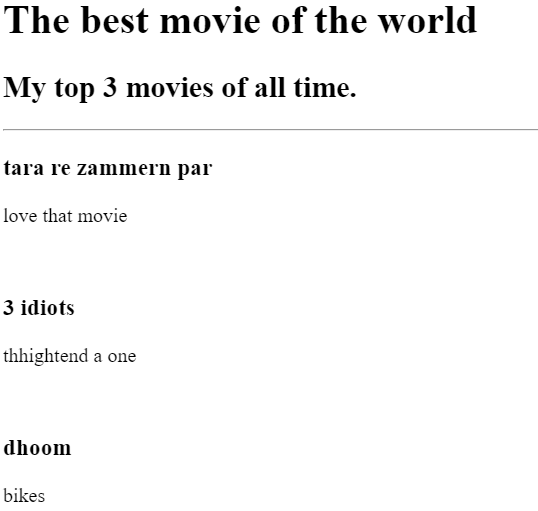 The best movie of the world
My top 3 movies of all time.
tara re zammern par
love that movie
3 idiots
thhightend a one
dhoom
bikes